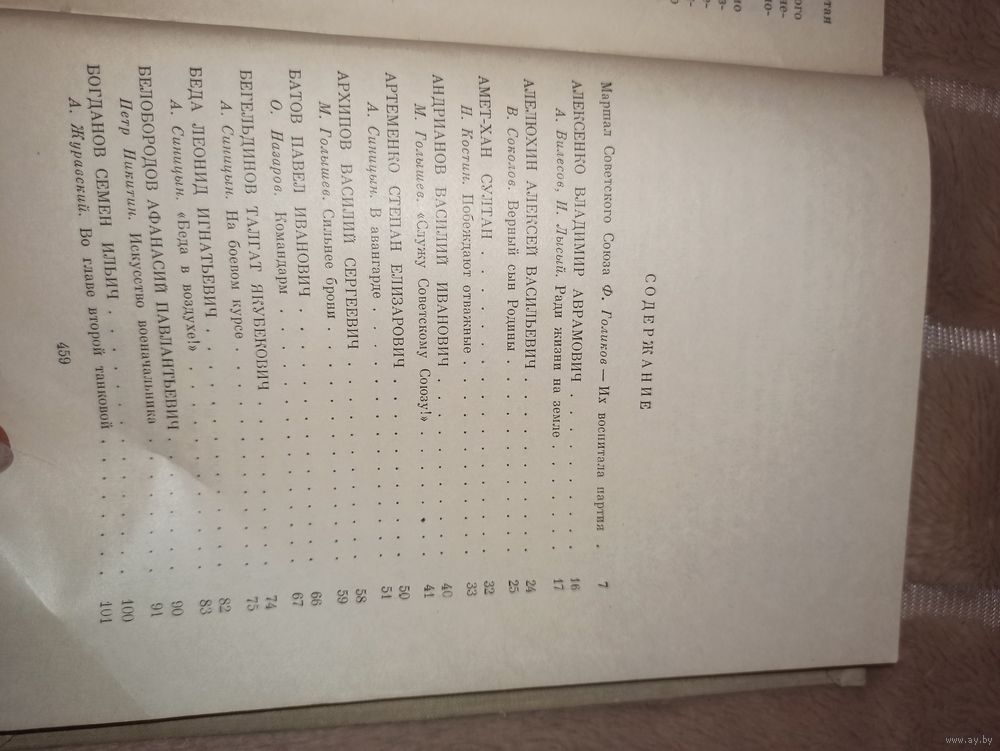 СОДЕРЖАНИЕ
Маршал Советского Союза Ф. Голиков — Их воспитала партия . 7
АЛЕКСЕНКО ВЛАДИМИР АВРАМОВИЧ . . . . . . . 16
А. Вилесов, И. Лысый. Ради жизни на земле . . . . . 17
АЛЕЛЮХИН АЛЕКСЕЙ ВАСИЛЬЕВИЧ . . . . . . . . 24
В. Соколов. Верный сын Родины . . . . . . . . 25
АМЕТ-ХАН СУЛТАН . . . . . . . . . . . . 32
Н. Костин. Побеждают отважные . . . . . . . . 33
АНДРИАНОВ ВАСИЛИЙ ИВАНОВИЧ . . . . . . . . 40
М. Голышев. «Служу Советскому Союзу!» . . . . . . 41
АРТЕМЕНКО СТЕПАН ЕЛИЗАРОВИЧ . . . . . . . . 50
А. Синицын. В авангарде . . . . . . . . . . 51
АРХИПОВ ВАСИЛИЙ СЕРГЕЕВИЧ . . . . . . . . 58
М. Голышев. Сильнее брони . . . . . . . . . 59
БАТОВ ПАВЕЛ ИВАНОВИЧ . . . . . . . . . . 66
О. Назаров. Командарм . . . . . . . . . . 67
БЕГЕЛЬДИНОВ ТАЛГАТ ЯКУБЕКОВИЧ . . . . . . . 74
А. Синицын. На боевом курсе . . . . . . . . . 75
БЕДА ЛЕОНИД ИГНАТЬЕВИЧ . . . . . . . . . 82
А. Синицын. «Беда в воздухе!» . . . . . . . . 83
БЕЛОБОРОДОВ АФАНАСИЙ ПАВЛАНТЬЕВИЧ . . . . . . 90
Петр Никитин. Искусство военачальника . . . . . . 91
БОГДАНОВ СЕМЕН ИЛЬИЧ . . . . . . . . . . 100
А. Журавский. Во главе второй танковой . . . . . . 101
459
www.ay.by